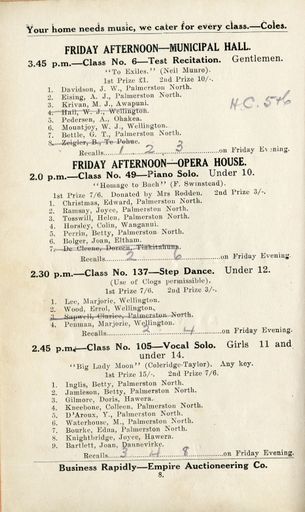 Your home needs music, we cater for every class.—Coles.
FRIDAY AFTERNOON—MUNICIPAL HALL.
3.45 p.m.—Class No. 6—Test Recitation. Gentlemen.
"To Exiles." (Neil Munro).
1st Prize £1. 2nd Prize 10/-.
1. Davidson, J. W., Palmerston North.
2. Eising, A. J., Palmerston North.
3. Krivan, M. J., Awapuni.
H.C. 5+6
4. Hall, W. J., Wellington.
5. Pedersen, A., Ohakea.
6. Mountjoy, W. J., Wellington.
7. Bettle, G. T., Palmerston North.
8. Zeigler, B., Te Pohue.
Recalls 1 2 3 on Friday Evening.
FRIDAY AFTERNOON—OPERA HOUSE.
2.0 p.m.—Class No. 49—Piano Solo. Under 10.
"Homage to Bach" (F. Swinstead).
1st Prize 7/6. Donated by Mrs Rodden. 2nd Prize 3/-.
1. Christmas, Edward, Palmerston North.
2. Ramsay, Joyce, Palmerston North.
3. Tosswill, Helen, Palmerston North.
4. Horsley, Colin, Wanganui.
5. Perrin, Betty, Palmerston North.
6. Bolger, Joan, Eltham.
7. De Cleene, Doreen, Tiakitahuna.
Recalls 2 6 on Friday Evening.
2.30 p.m.—Class No. 137—Step Dance. Under 12.
(Use of Clogs permissible).
1st Prize 7/6. 2nd Prize 3/-.
1. Lee, Marjorie, Wellington.
2. Wood, Errol, Wellington.
3. Sapwell, Clarice, Palmerston North.
4. Penman, Marjorie, Wellington.
Recalls 2 4 on Friday Evening.
2.45 p.m.—Class No. 105—Vocal Solo. Girls 11 and
under 14.
"Big Lady Moon" (Coleridge-Taylor). Any key.
1st Prize 15/-. 2nd Prize 7/6.
1. Inglis, Betty, Palmerston North.
2. Jamieson, Betty, Palmerston North.
3. Gilmore, Doris, Hawera.
4. Kneebone, Colleen, Palmerston North.
5. D'Aroux, Y., Palmerston North.
6. Waterhouse, M., Palmerston North.
7. Bourke, Edna, Palmerston North.
8. Knightbridge, Joyce, Hawera.
9. Bartlett, Joan, Dannevirke.
Recalls 3 4 8 on Friday Evening.
Business Rapidly—Empire Auctioneering Co.
8.